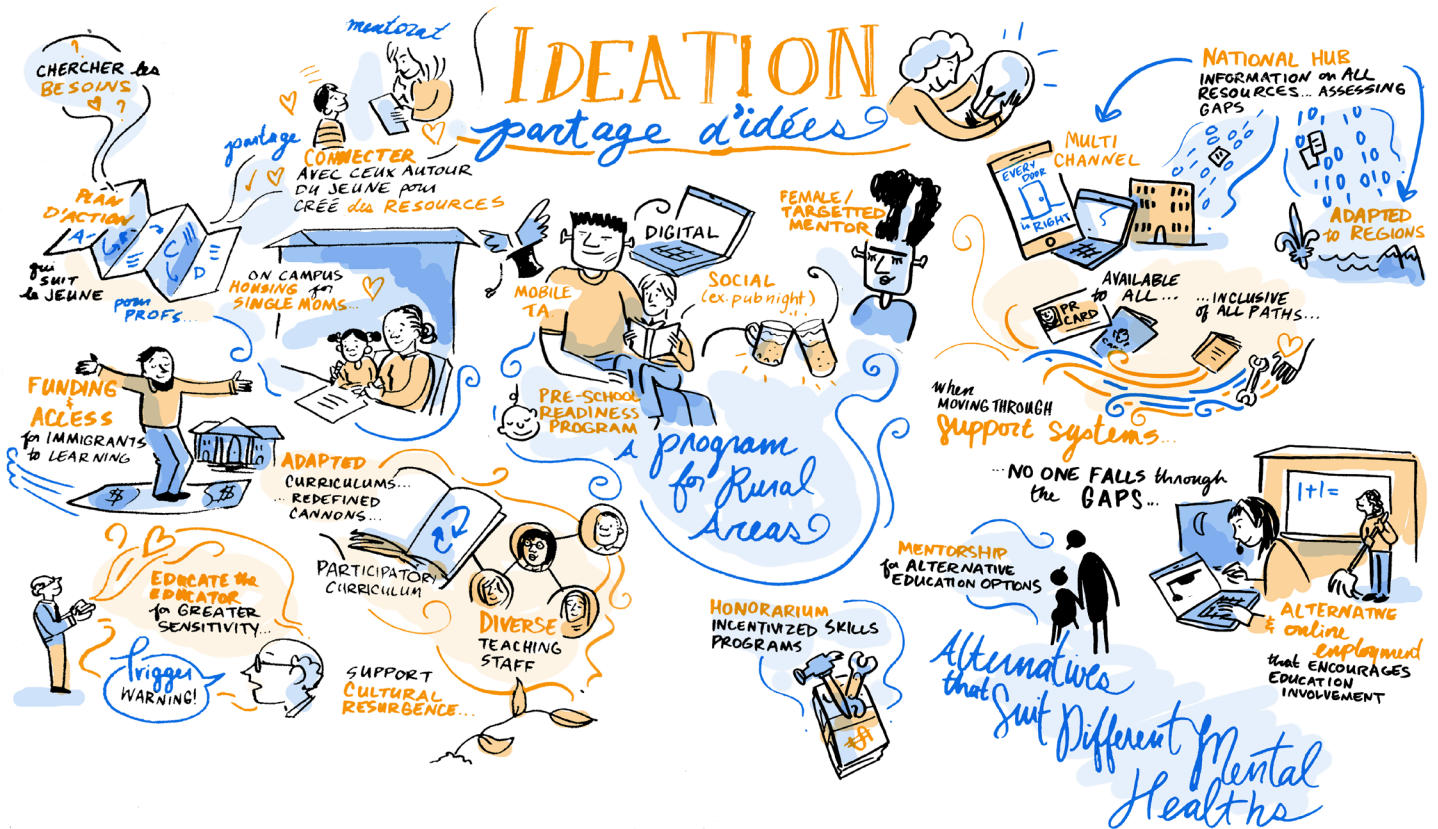 IDEATION
partage d'idées
? CHERCHER les
BESOINS
?
mentorat
partage
CONNECTER
AVEC CEUX AUTOUR
DU JEUNE pour
CRÉÉ des RESOURCES
PLAN
D'ACTION
A
C
D
qui
SUIT
le JEUNE
pour
PROFS...
ON CAMPUS
HOUSING for
SINGLE MOMS...
FUNDING
& ACCESS
for IMMIGRANTS
to LEARNING
$ $
ADAPTED
CURRICULUMS...
...REDEFINED
CANNONS...
PARTICIPATORY
CURRICULUM
DIVERSE
TEACHING
STAFF
EDUCATE the
EDUCATOR
for GREATER
SENSITIVITY...
Trigger
WARNING!
SUPPORT
CULTURAL
RESURGENCE...
MOBILE
T.A.
DIGITAL
SOCIAL
(ex. pub night)...
FEMALE/
TARGETTED
MENTOR
PRE-SCHOOL
READINESS
PROGRAM
A program
for Rural
Areas
NATIONAL HUB
INFORMATION on ALL
RESOURCES... ASSESSING
GAPS
MULTI
CHANNEL
EVERY
DOOR
is RIGHT
ADAPTED
to REGIONS
AVAILABLE
to ALL...
PR
CARD
...INCLUSIVE
of ALL PATHS...
when
MOVING THROUGH
Support Systems...
...NO ONE FALLS through
the GAPS...
1+1=
MENTORSHIP
for ALTERNATIVE
EDUCATION OPTIONS
HONORARIUM
INCENTIVIZED SKILLS
PROGRAMS
$
ALTERNATIVE
& online
employment
that ENCOURAGES
EDUCATION
INVOLVEMENT
Alternatives
that Suit Different Mental
Healths